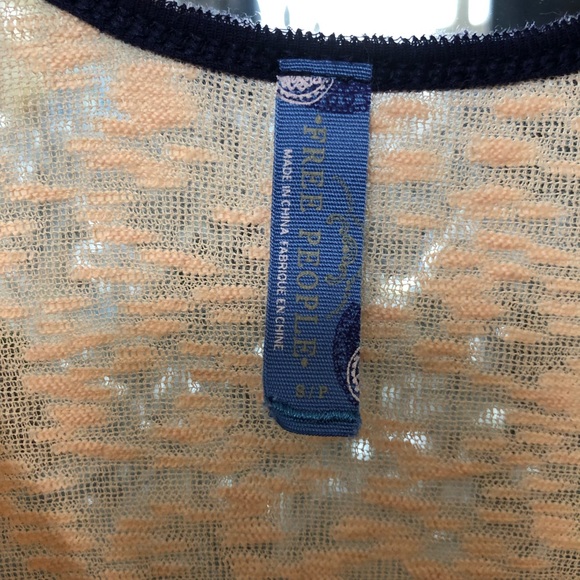 •FREE PEOPLE•
MADE IN CHINA FABRIQUE EN CHINE
S/P